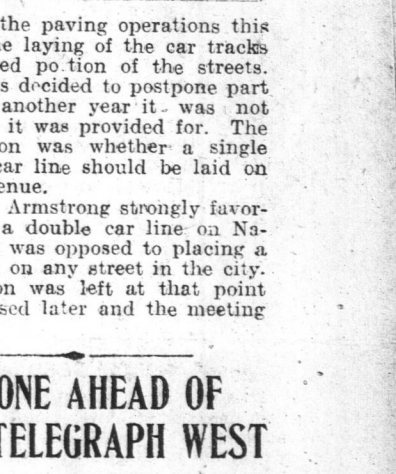 the paving operations this
e laying of the car tracks
ed po.tion of the streets.
s decided to postpone part
another year it was not
it was provided for. The
on was whether a single
car line should be laid on
enue.
Armstrong strongly favor-
a double car line on Na-
was opposed to placing a
on any street in the city.
on was left at that point
sed later and the meeting
ONE AHEAD OF
TELEGRAPH WEST